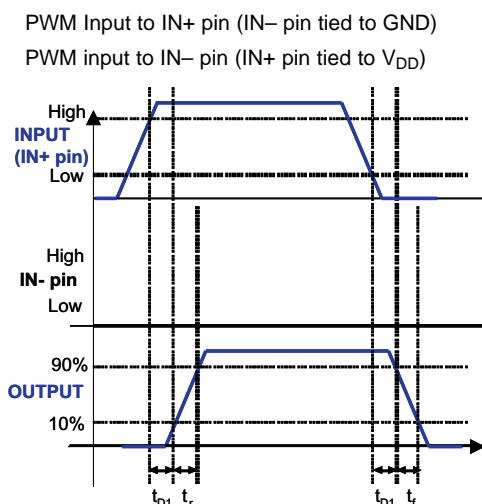 PWM Input to IN+ pin (IN– pin tied to GND)
PWM input to IN– pin (IN+ pin tied to VDD)
High
INPUT
(IN+ pin)
Low
High
IN- pin
Low
90%
OUTPUT
10%
tD1 tr tD1 tf